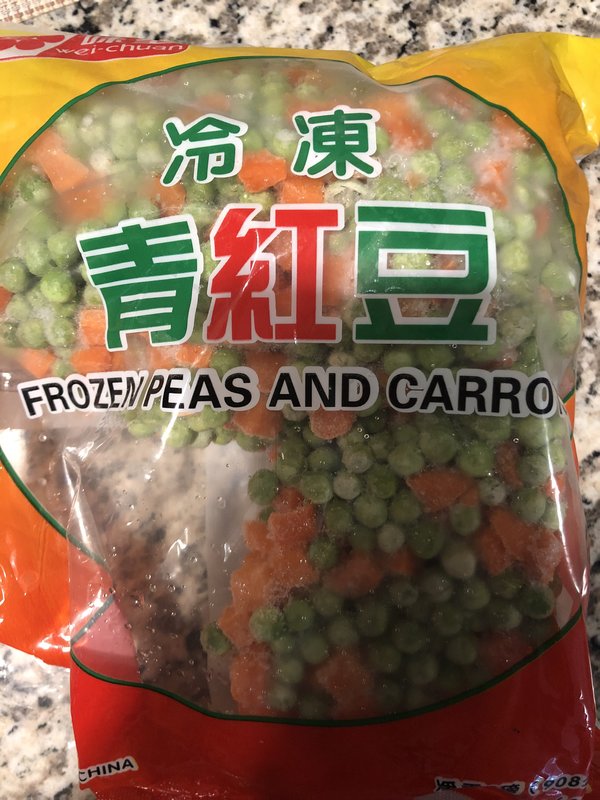 wei-chuan
冷凍
青紅豆
FROZEN PEAS AND CARRO
CHINA